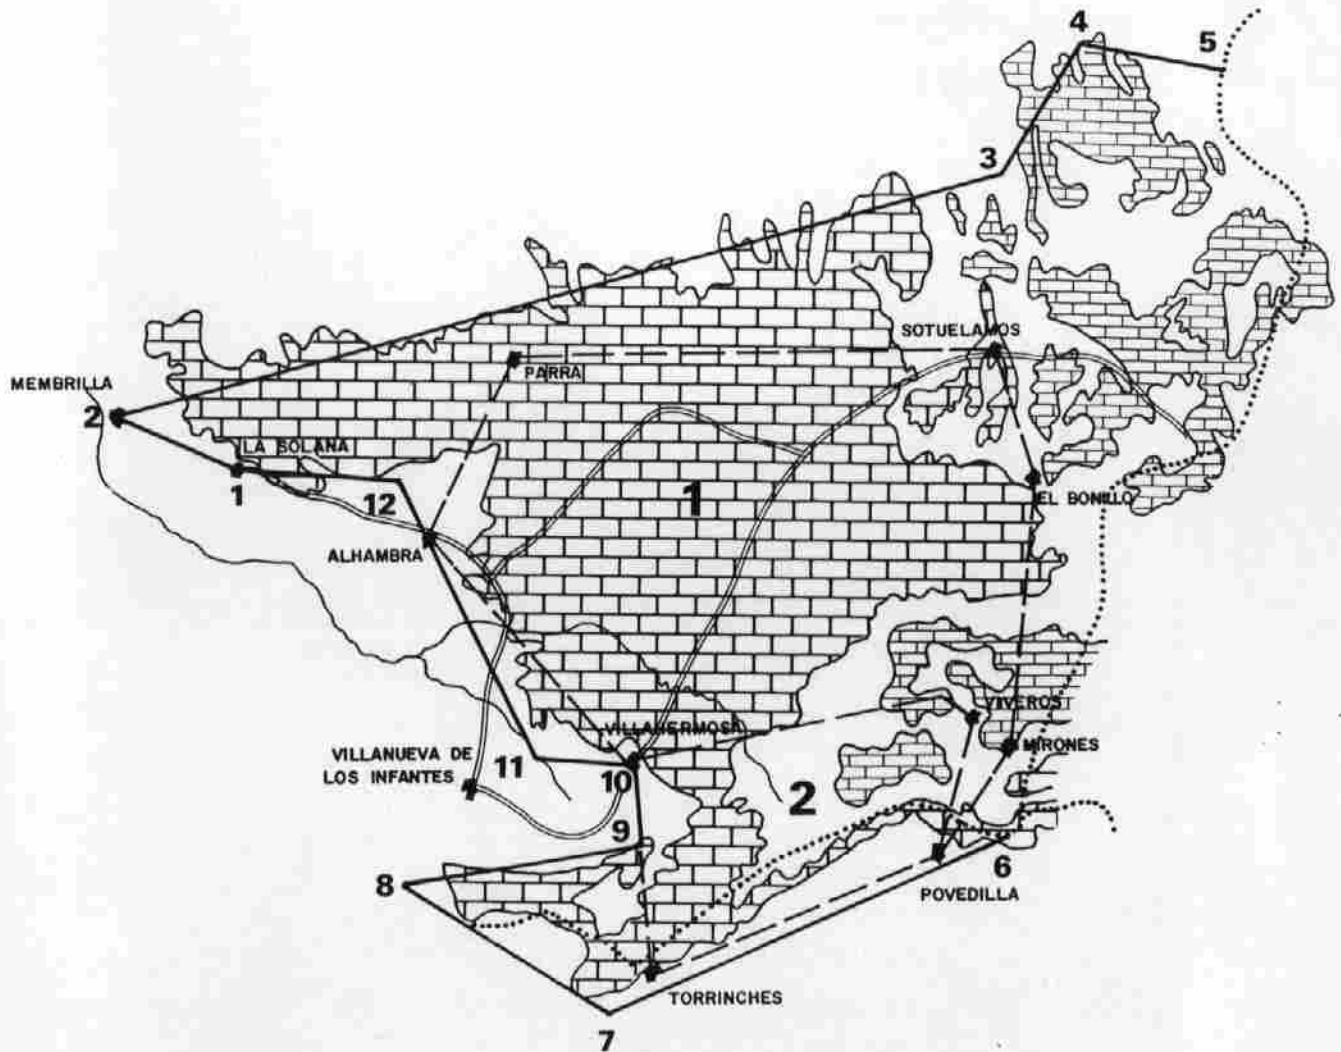 4
5
3
SOTUELAMOS
PARRA
MEMBRILLA
2
LA SOLANA
1
12
1
EL BONILLO
ALHAMBRA
VIVEROS
VILLAHERMOSA
MIRONES
VILLANUEVA DE
LOS INFANTES
11
10
2
9
6
8
POVEDILLA
TORRINCHES
7